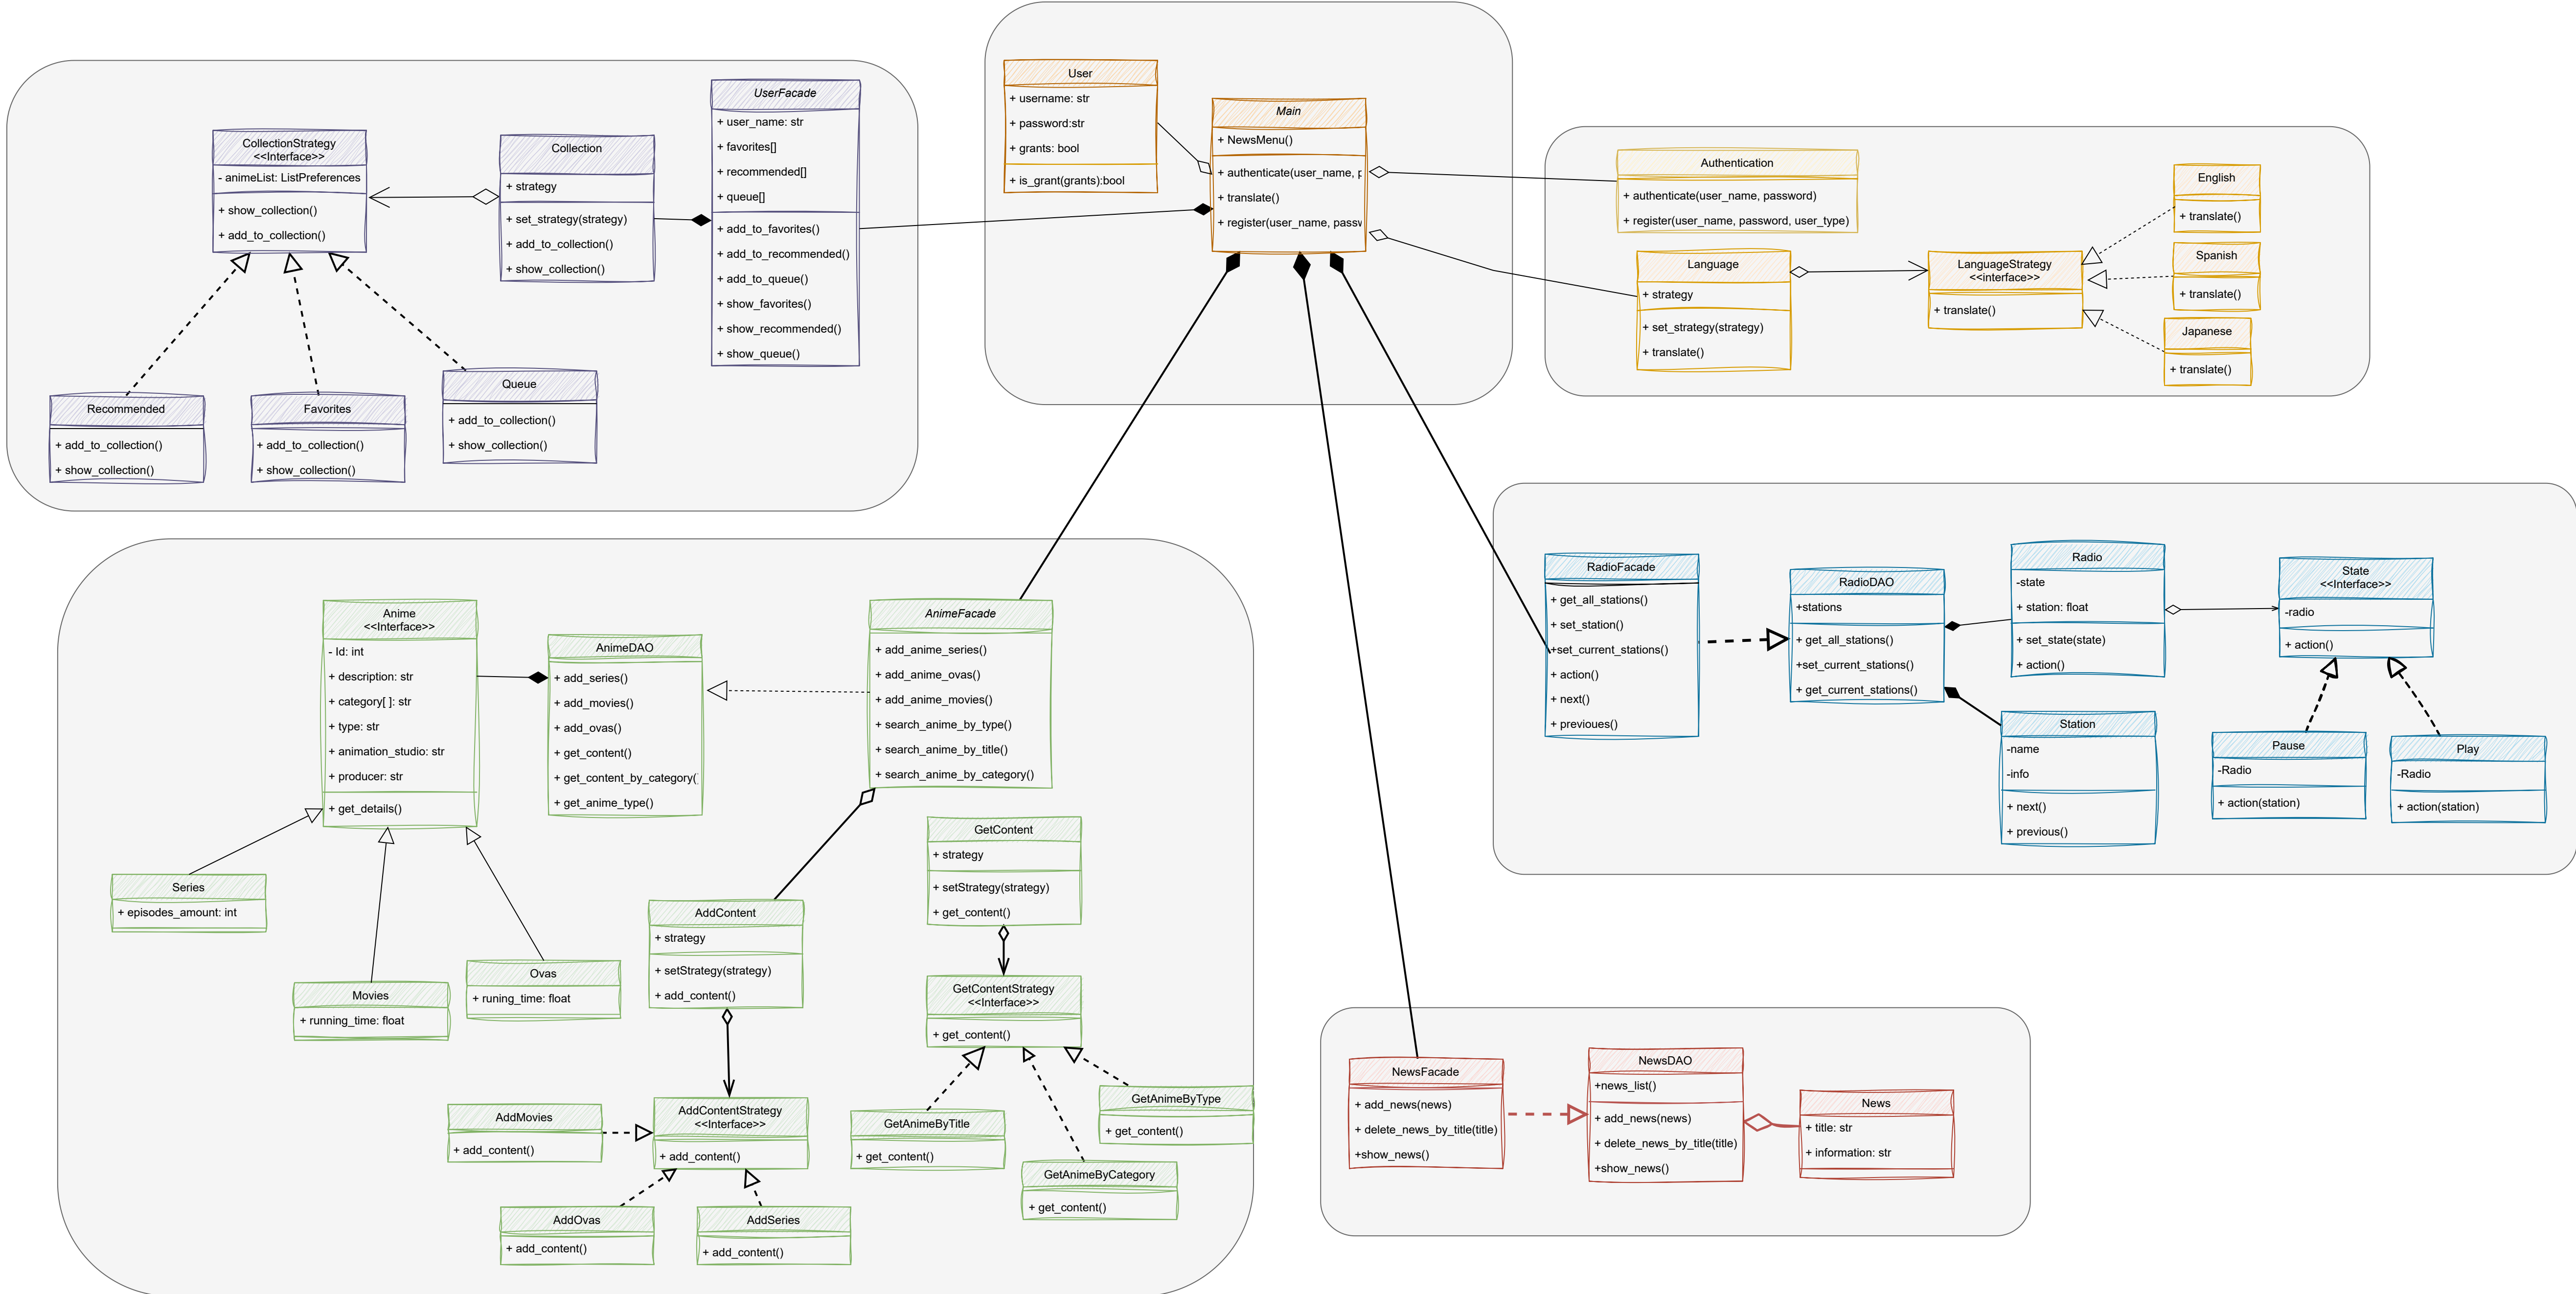 CollectionStrategy
<<Interface>>
- animeList: ListPreferences
+ show_collection()
+ add_to_collection()
Collection
+ strategy
+ set_strategy(strategy)
+ add_to_collection()
+ show_collection()
UserFacade
+ user_name: str
+ favorites[]
+ recommended[]
+ queue[]
+ add_to_favorites()
+ add_to_recommended()
+ add_to_queue()
+ show_favorites()
+ show_recommended()
+ show_queue()
Recommended
+ add_to_collection()
+ show_collection()
Favorites
+ add_to_collection()
+ show_collection()
Queue
+ add_to_collection()
+ show_collection()
User
+ username: str
+ password:str
+ grants: bool
+ is_grant(grants):bool
Main
+ NewsMenu()
+ authenticate(user_name, p
+ translate()
+ register(user_name, passw
Authentication
+ authenticate(user_name, password)
+ register(user_name, password, user_type)
Language
+ strategy
+ set_strategy(strategy)
+ translate()
LanguageStrategy
<<interface>>
+ translate()
English
+ translate()
Spanish
+ translate()
Japanese
+ translate()
Anime
<<Interface>>
- Id: int
+ description: str
+ category[ ]: str
+ type: str
+ animation_studio: str
+ producer: str
+ get_details()
AnimeDAO
+ add_series()
+ add_movies()
+ add_ovas()
+ get_content()
+ get_content_by_category(
+ get_anime_type()
AnimeFacade
+ add_anime_series()
+ add_anime_ovas()
+ add_anime_movies()
+ search_anime_by_type()
+ search_anime_by_title()
+ search_anime_by_category()
Series
+ episodes_amount: int
Movies
+ running_time: float
Ovas
+ runing_time: float
AddContent
+ strategy
+ setStrategy(strategy)
+ add_content()
GetContent
+ strategy
+ setStrategy(strategy)
+ get_content()
GetContentStrategy
<<Interface>>
+ get_content()
AddMovies
+ add_content()
AddContentStrategy
<<Interface>>
+ add_content()
AddOvas
+ add_content()
AddSeries
+ add_content()
GetAnimeByTitle
+ get_content()
GetAnimeByCategory
+ get_content()
GetAnimeByType
+ get_content()
RadioFacade
+ get_all_stations()
+ set_station()
+set_current_stations()
+ action()
+ next()
+ previoues()
RadioDAO
+stations
+ get_all_stations()
+set_current_stations()
+ get_current_stations()
Radio
-state
+ station: float
+ set_state(state)
+ action()
State
<<Interface>>
-radio
+ action()
Station
-name
-info
+ next()
+ previous()
Pause
-Radio
+ action(station)
Play
-Radio
+ action(station)
NewsFacade
+ add_news(news)
+ delete_news_by_title(title)
+show_news()
NewsDAO
+news_list()
+ add_news(news)
+ delete_news_by_title(title)
+show_news()
News
+ title: str
+ information: str